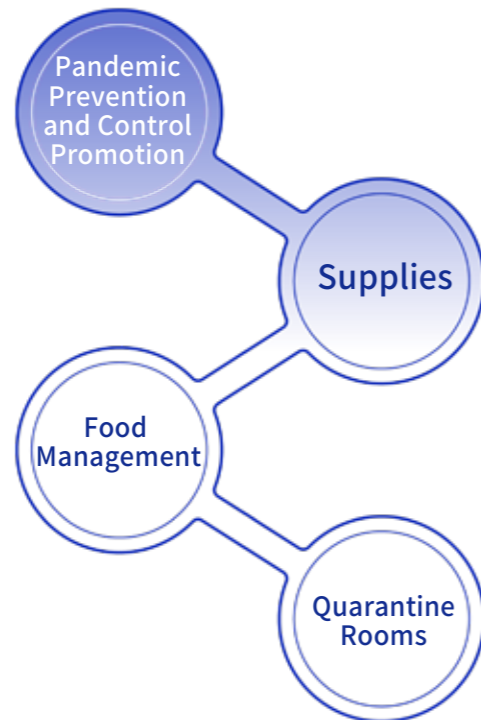 Pandemic
Prevention
and Control
Promotion
Supplies
Food
Management
Quarantine
Rooms